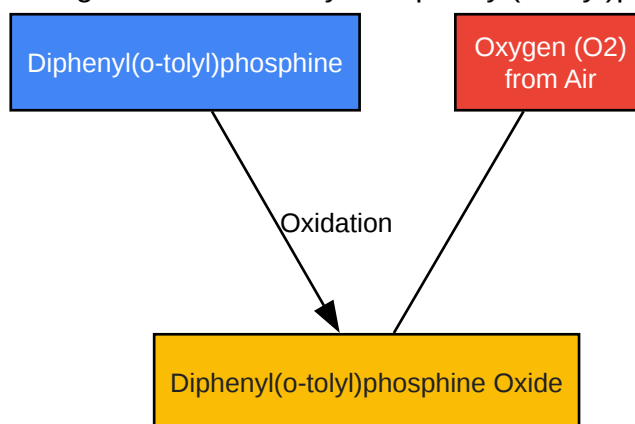 Diphenyl(o-tolyl)phosphine
Oxygen (O2)
from Air
Oxidation
Diphenyl(o-tolyl)phosphine Oxide